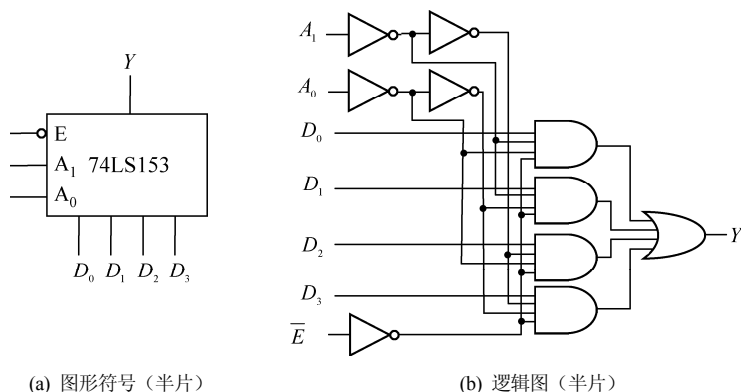 Y
E
A₁ 74LS153
A₀
D₀ D₁ D₂ D₃
(a) 图形符号（半片）
A₁
A₀
D₀
D₁
D₂
D₃
E̅
Y
(b) 逻辑图（半片）